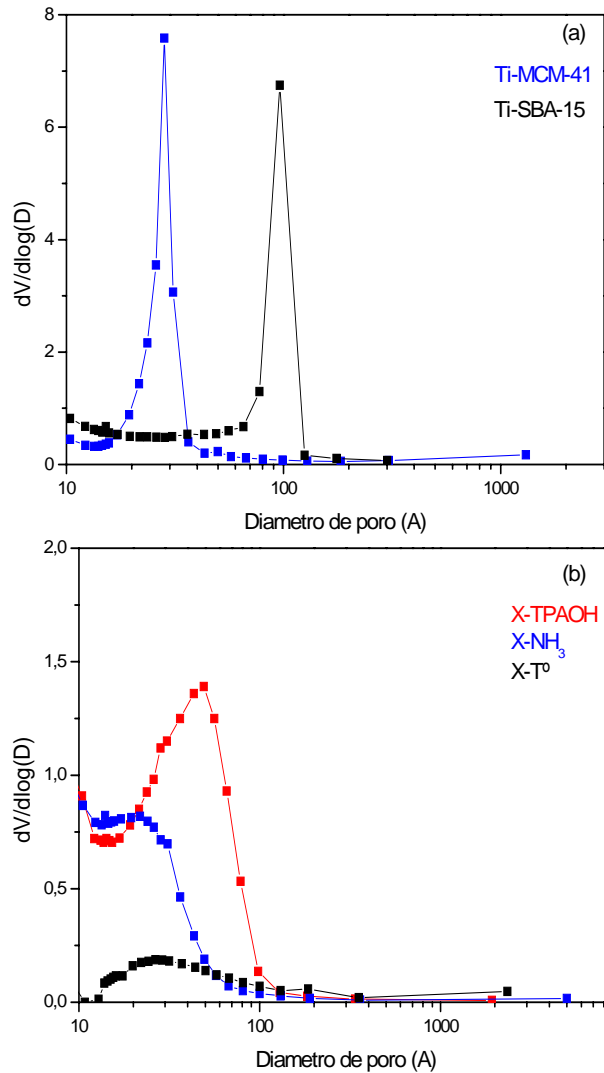 (a)
Ti-MCM-41
Ti-SBA-15
8
6
4
2
0
dV/dlog(D)
10 100 1000
Diametro de poro (A)
(b)
X-TPAOH
X-NH₃
X-Tº
2,0
1,5
1,0
0,5
0,0
dV/dlog(D)
10 100 1000
Diametro de poro (A)